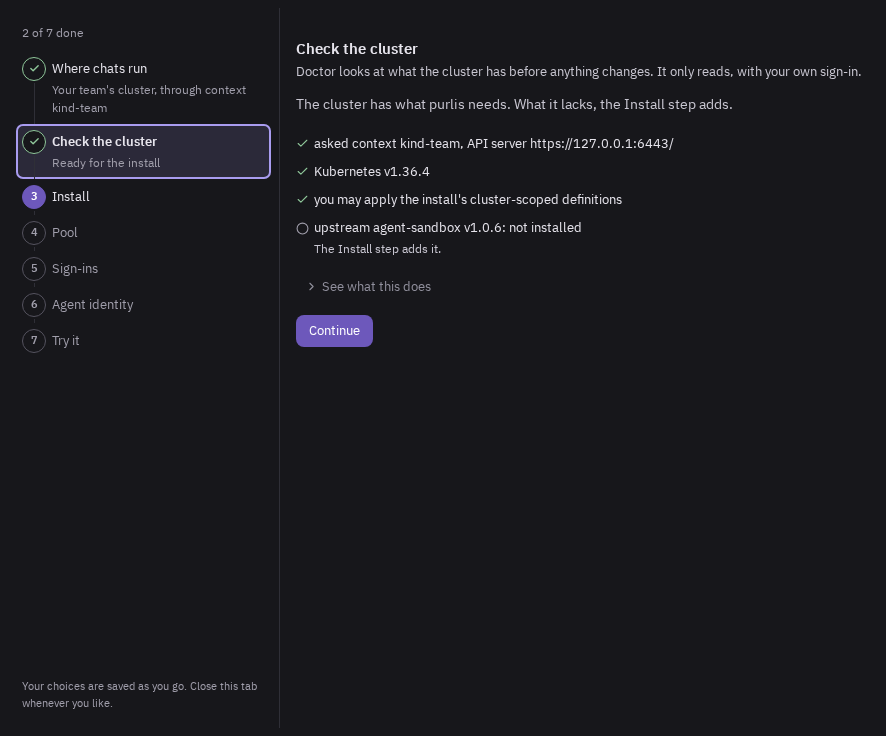 2 of 7 done
Where chats run
Your team's cluster, through context
kind-team
Check the cluster
Ready for the install
3 Install
4 Pool
5 Sign-ins
6 Agent identity
7 Try it
Your choices are saved as you go. Close this tab
whenever you like.
Check the cluster
Doctor looks at what the cluster has before anything changes. It only reads, with your own sign-in.
The cluster has what purlis needs. What it lacks, the Install step adds.
asked context kind-team, API server https://127.0.0.1:6443/
Kubernetes v1.36.4
you may apply the install's cluster-scoped definitions
upstream agent-sandbox v1.0.6: not installed
The Install step adds it.
See what this does
Continue